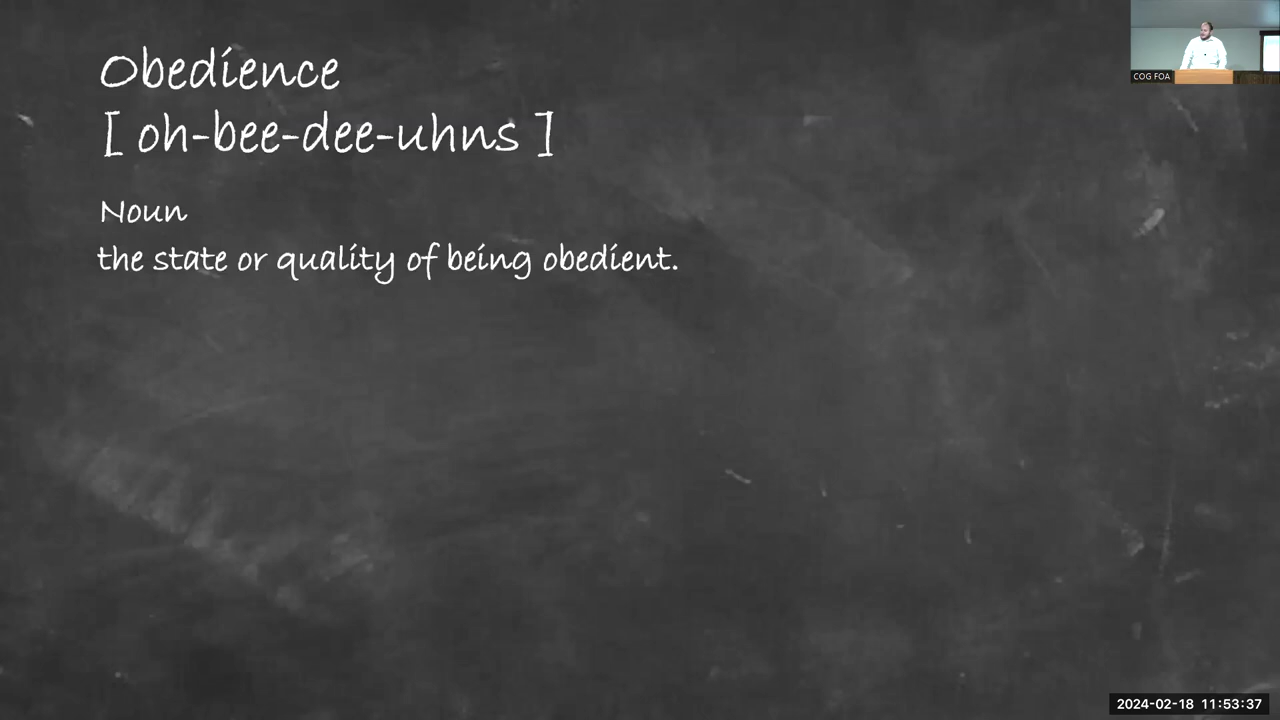 Obedience
[ oh-bee-dee-uhns ]
Noun
the state or quality of being obedient.
COG FOA
2024-02-18 11:53:37